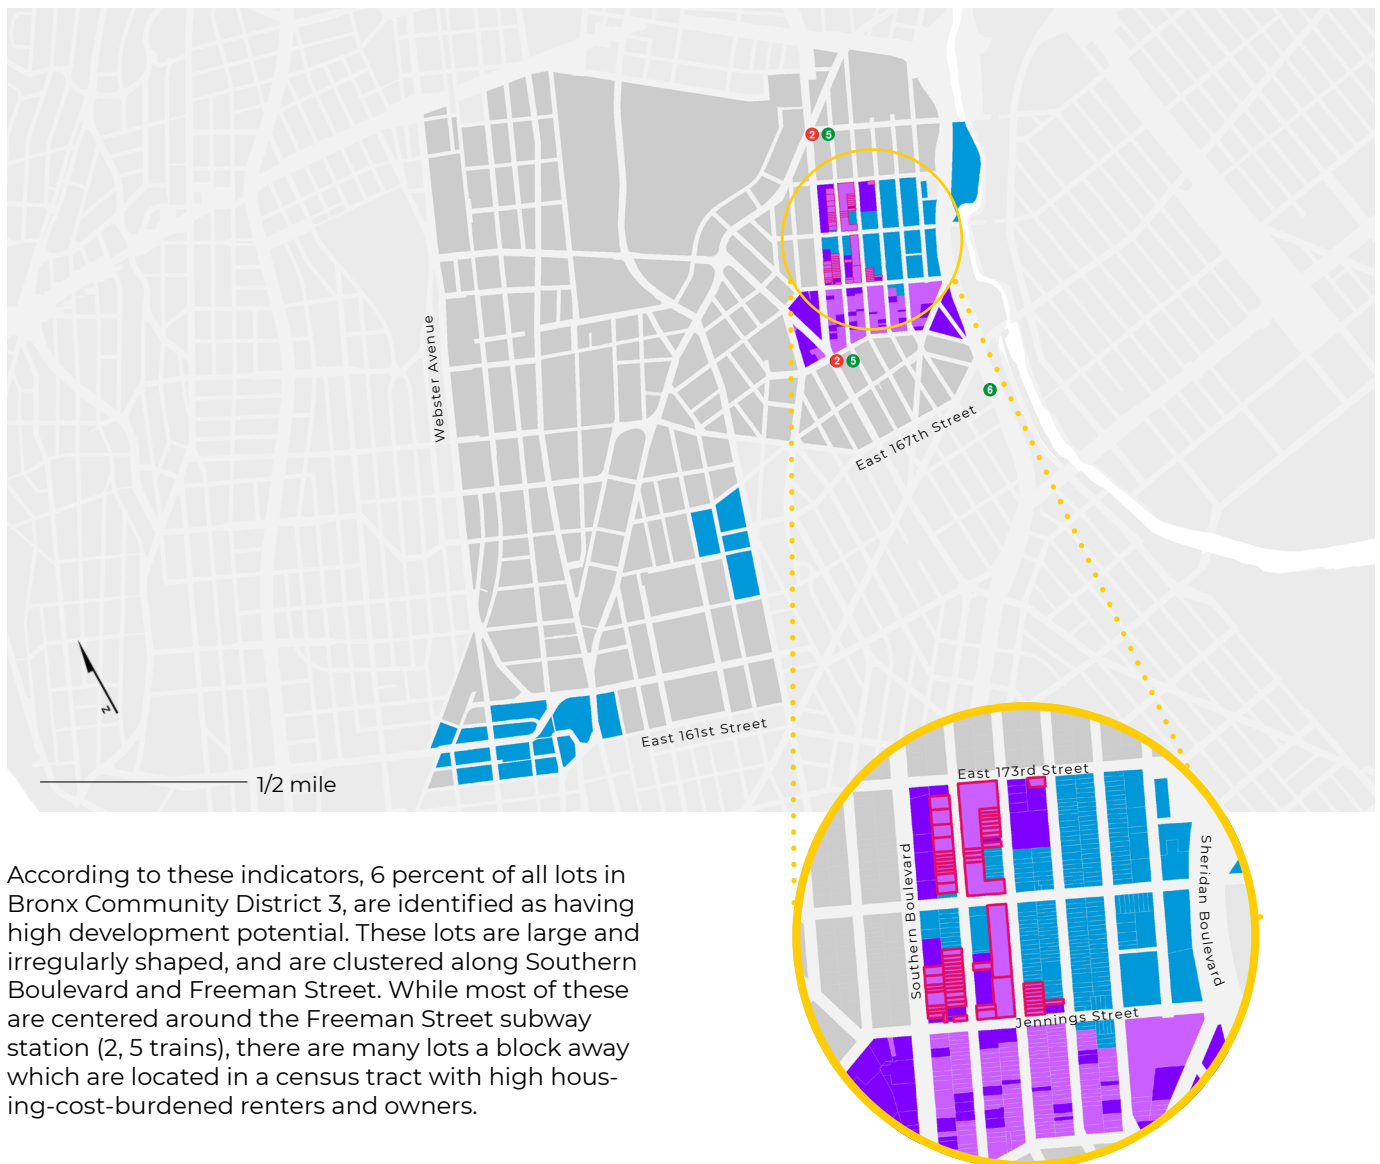 2 5
Webster Avenue
2 5
6
East 167th Street
East 161st Street
z
1/2 mile
East 173rd Street
Southern Boulevard
Sheridan Boulevard
Jennings Street
According to these indicators, 6 percent of all lots in
Bronx Community District 3, are identified as having
high development potential. These lots are large and
irregularly shaped, and are clustered along Southern
Boulevard and Freeman Street. While most of these
are centered around the Freeman Street subway
station (2, 5 trains), there are many lots a block away
which are located in a census tract with high hous-
ing-cost-burdened renters and owners.